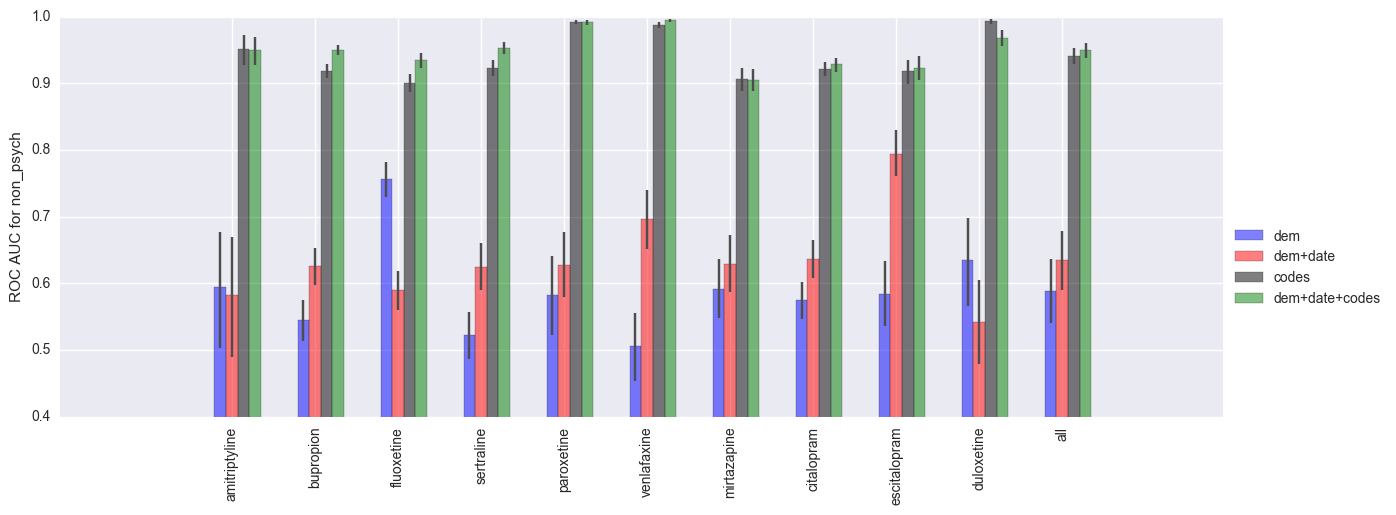 ROC AUC for non_psych
1.0
0.9
0.8
0.7
0.6
0.5
0.4
amitriptyline
bupropion
fluoxetine
sertraline
paroxetine
venlafaxine
mirtazapine
citalopram
escitalopram
duloxetine
all
dem
dem+date
codes
dem+date+codes